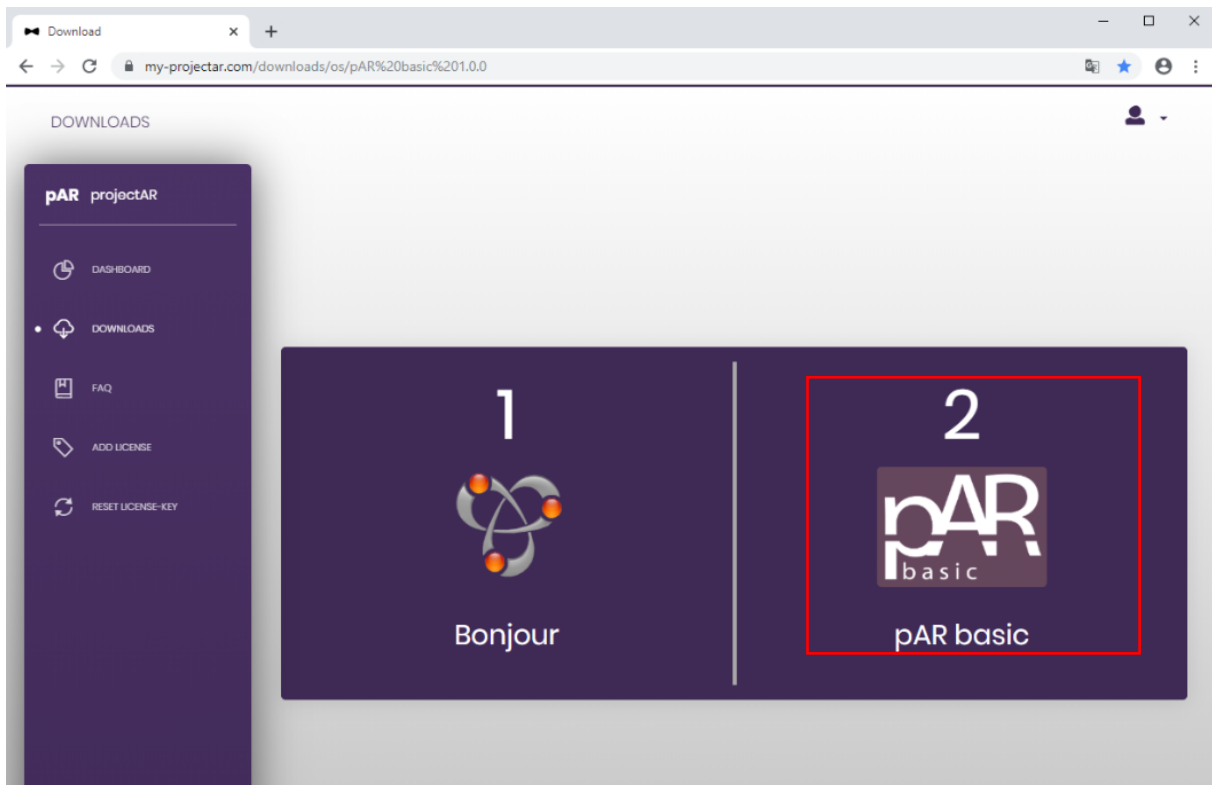 Download
my-projectar.com/downloads/os/pAR%20basic%201.0.0
DOWNLOADS
pAR projectAR
DASHBOARD
DOWNLOADS
FAQ
ADD LICENSE
RESET LICENSE-KEY
1
Bonjour
2
pAR
basic
pAR basic